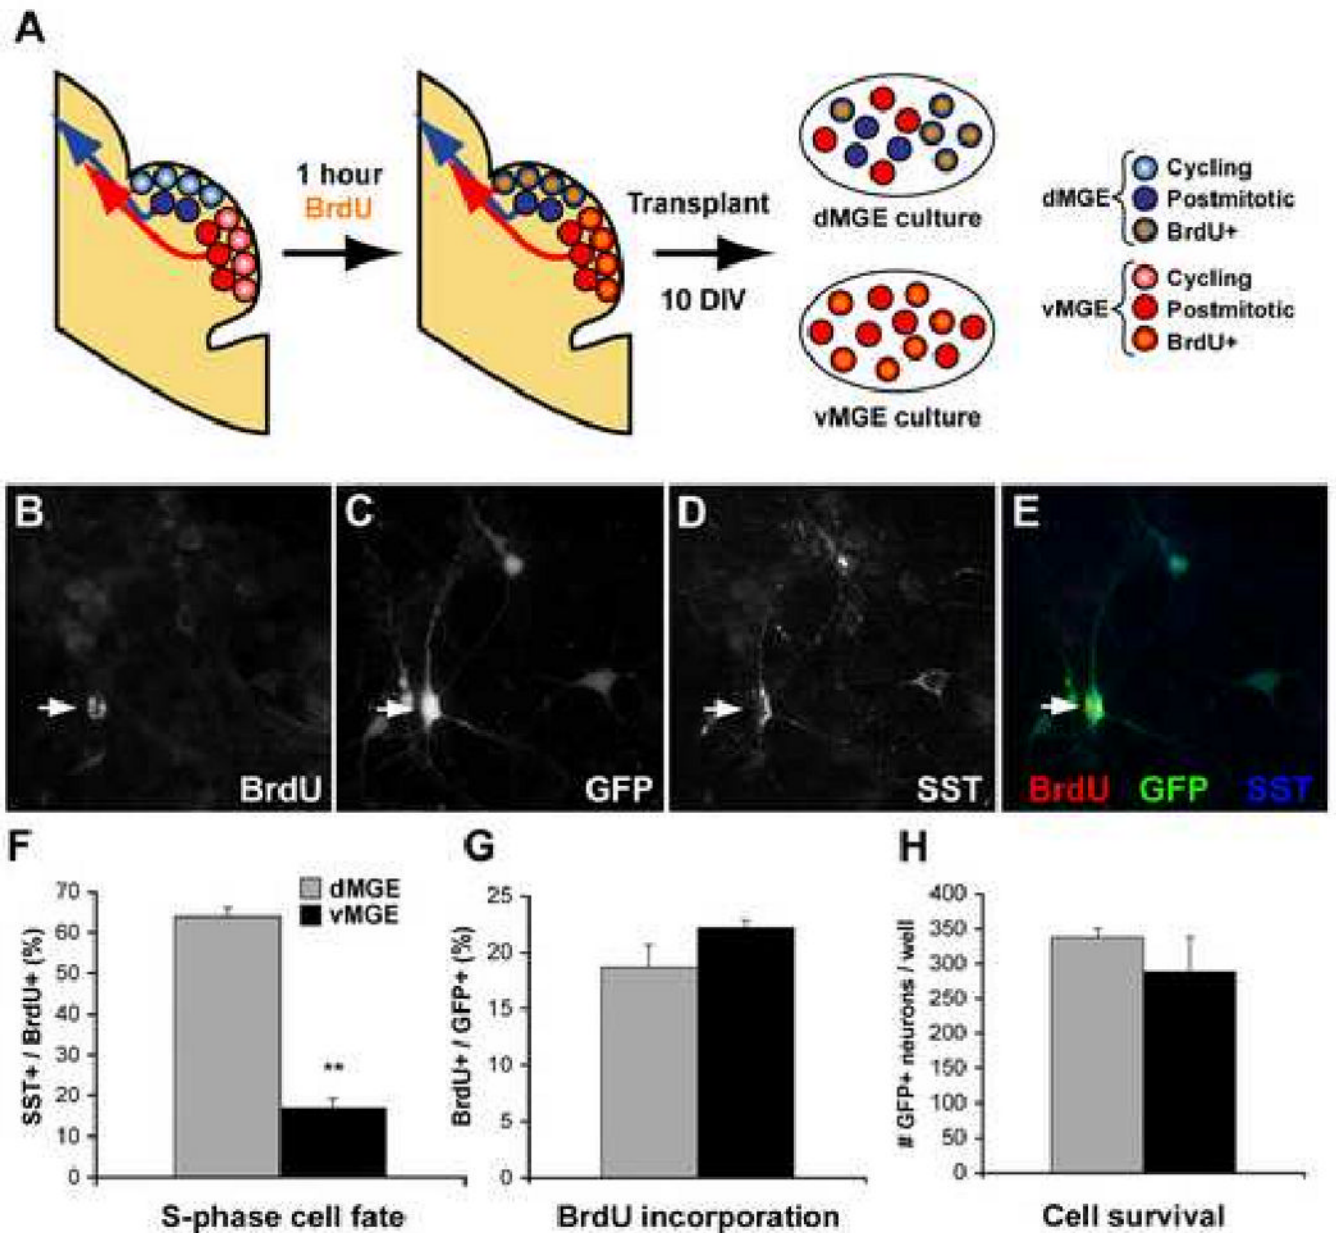 A
1 hour
BrdU
Transplant
10 DIV
dMGE culture
vMGE culture
dMGE
Cycling
Postmitotic
BrdU+
vMGE
Cycling
Postmitotic
BrdU+
B
BrdU
C
GFP
D
SST
E
BrdU GFP SST
F
SST+ / BrdU+ (%)
70
60
50
40
30
20
10
0
dMGE
vMGE
**
S-phase cell fate
G
BrdU+ / GFP+ (%)
25
20
15
10
5
0
BrdU incorporation
H
# GFP+ neurons / well
400
350
300
250
200
150
100
50
0
Cell survival